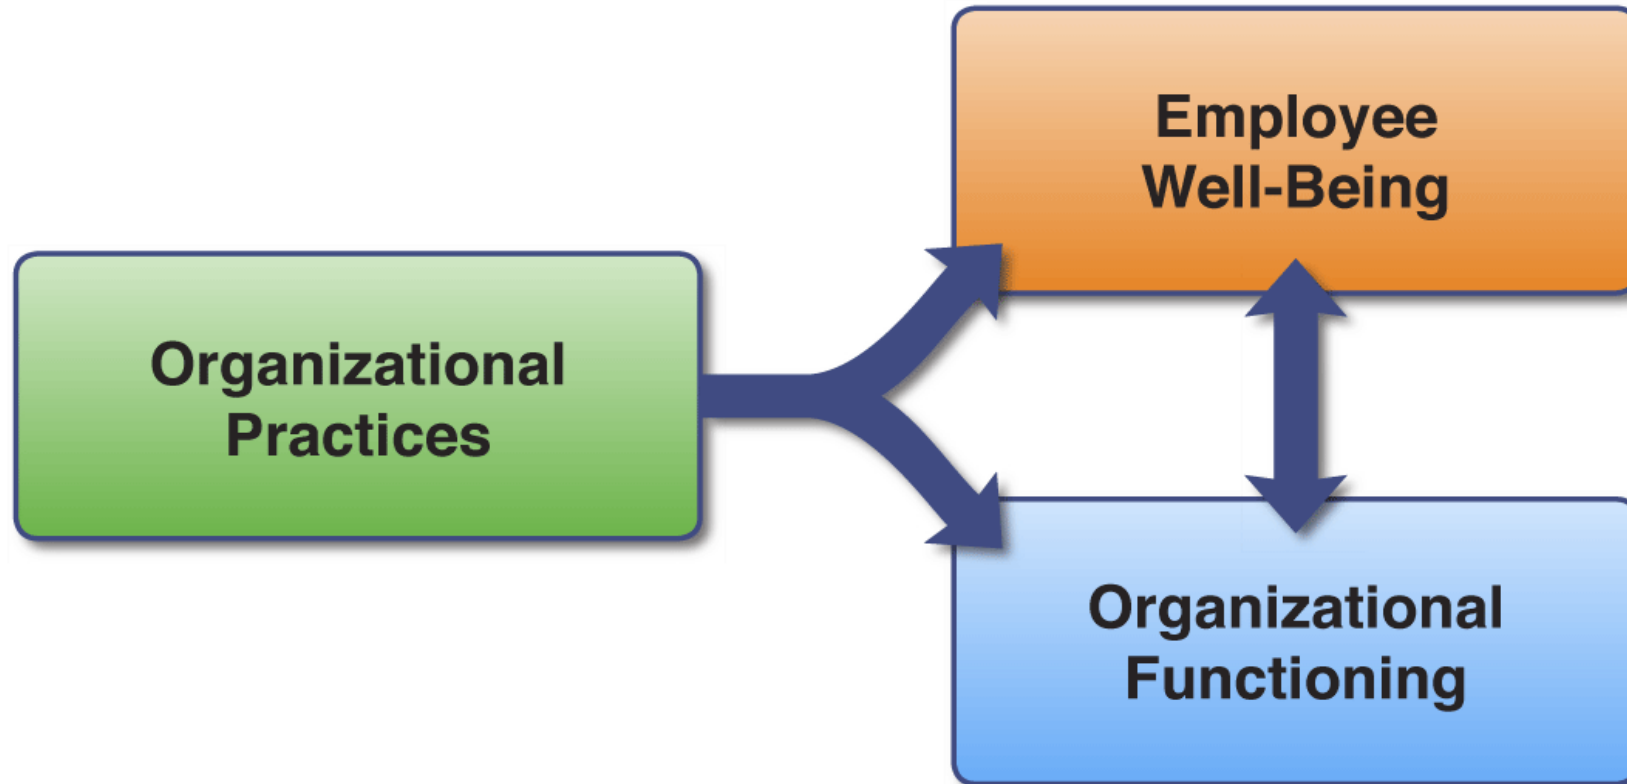 Employee
Well-Being
Organizational
Practices
Organizational
Functioning